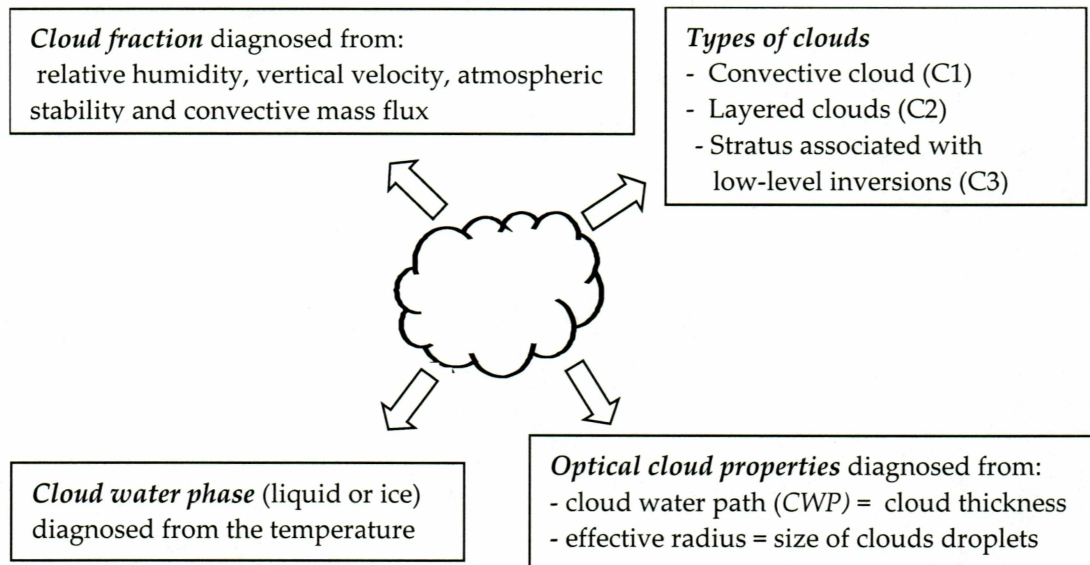 Cloud fraction diagnosed from:
relative humidity, vertical velocity, atmospheric
stability and convective mass flux
Types of clouds
- Convective cloud (C1)
- Layered clouds (C2)
- Stratus associated with
low-level inversions (C3)
Cloud water phase (liquid or ice)
diagnosed from the temperature
Optical cloud properties diagnosed from:
- cloud water path (CWP) = cloud thickness
- effective radius = size of clouds droplets